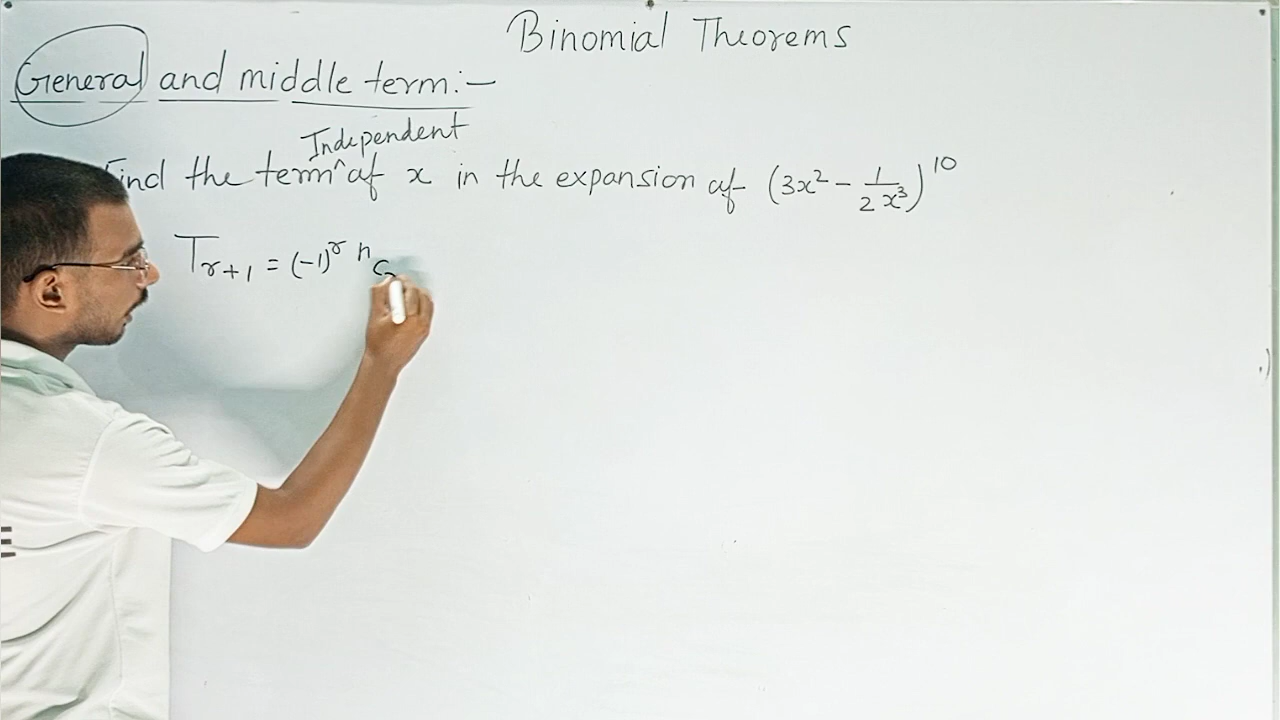 Binomial Theorems
General and middle term:-
Independent
Find the term^of x in the expansion of (3x² - 1/2x³)¹⁰
Tᵣ₊₁ = (-1)ʳ ⁿC